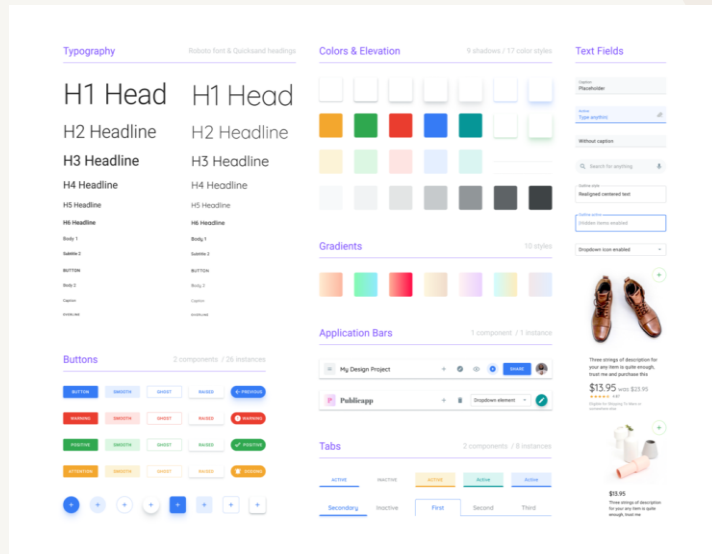 Typography
Roboto font & Quicksand headings
H1 Head
H2 Headline
H3 Headline
H4 Headline
H5 Headline
H6 Headline
Body 1
Subtitle 2
BUTTON
Body 2
Caption
OVERLINE
H1 Head
H2 Headline
H3 Headline
H4 Headline
H5 Headline
H6 Headline
Body 1
Subtitle 2
BUTTON
Body 2
Caption
OVERLINE
Buttons
2 components / 26 instances
BUTTON SMOOTH GHOST RAISED PREVIOUS
WARNING SMOOTH GHOST RAISED WARNING
POSITIVE SMOOTH GHOST RAISED POSITIVE
ATTENTION SMOOTH GHOST RAISED
Colors & Elevation
9 shadows / 17 color styles
Gradients
10 styles
Application Bars
1 component / 1 instance
My Design Project
SHARE
Publicapp
Dropdown element
Tabs
2 components / 8 instances
ACTIVE INACTIVE ACTIVE Active Active
Secondary Inactive First Second Third
Text Fields
Caption
Placeholder
Active
Type anything
Without caption
Search for anything
Outline style
Realigned centered text
Outline active
Hidden items enabled
Dropdown icon enabled
Three strings of description
for your any item is quite enough,
trust me and purchase this
$13.95 was $23.95
$13.95
Three strings of description
for your any item is quite
enough, trust me